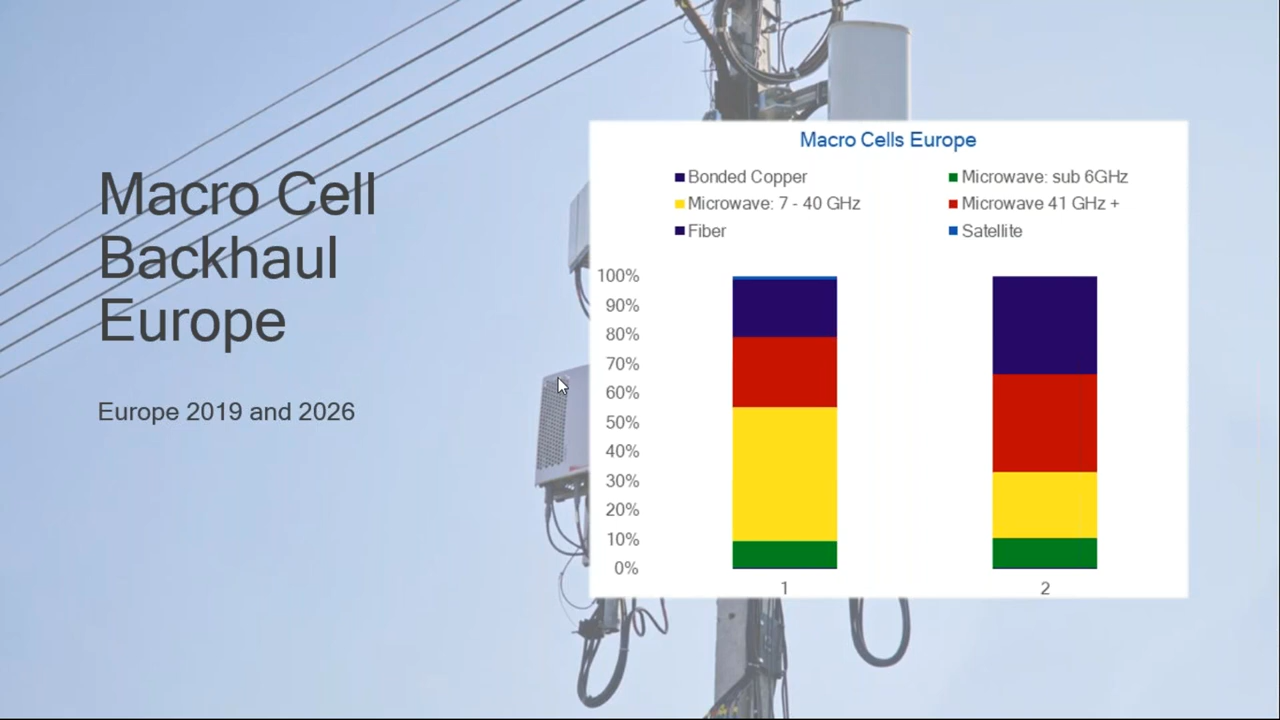 Macro Cell
Backhaul
Europe
Europe 2019 and 2026
Macro Cells Europe
Bonded Copper
Microwave: sub 6GHz
Microwave: 7 - 40 GHz
Microwave 41 GHz +
Fiber
Satellite
100%
90%
80%
70%
60%
50%
40%
30%
20%
10%
0%
1
2